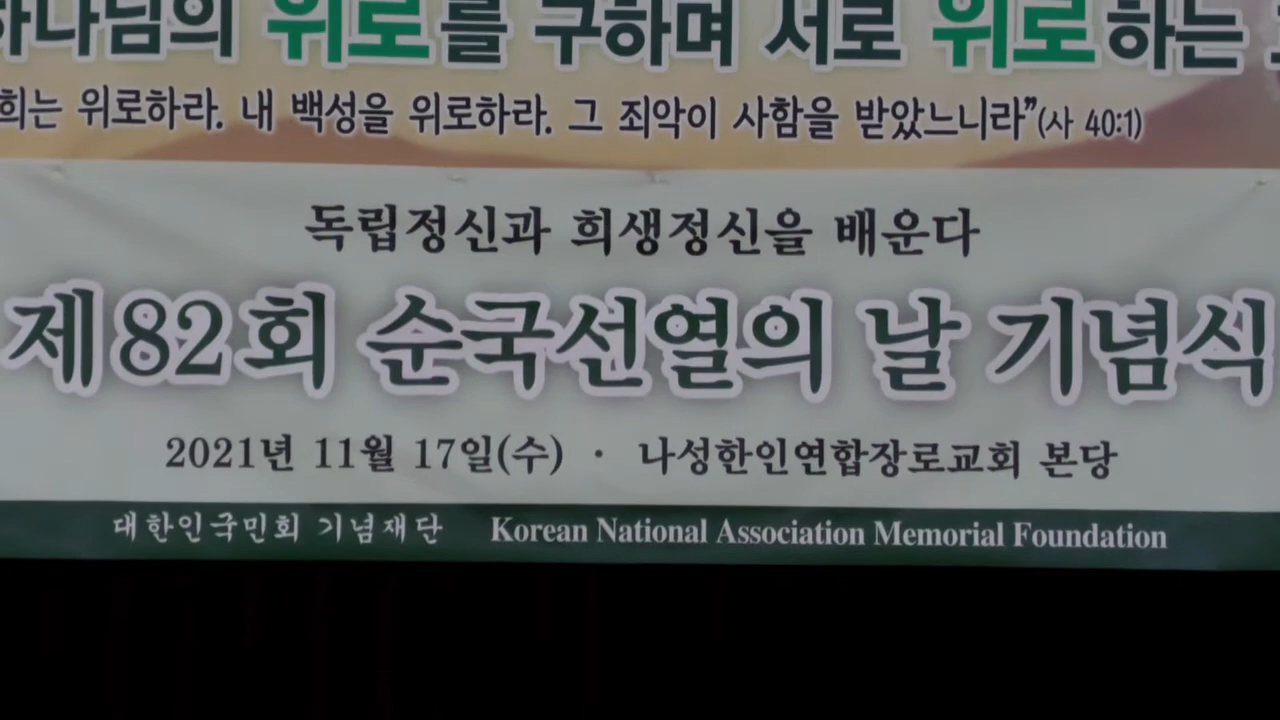 하나님의 위로를 구하며 서로 위로하는
희는 위로하라. 내 백성을 위로하라. 그 죄악이 사함을 받았느니라”(사 40:1)
독립정신과 희생정신을 배운다
제82회 순국선열의 날 기념식
2021년 11월 17일(수) · 나성한인연합장로교회 본당
대한인국민회 기념재단 Korean National Association Memorial Foundation